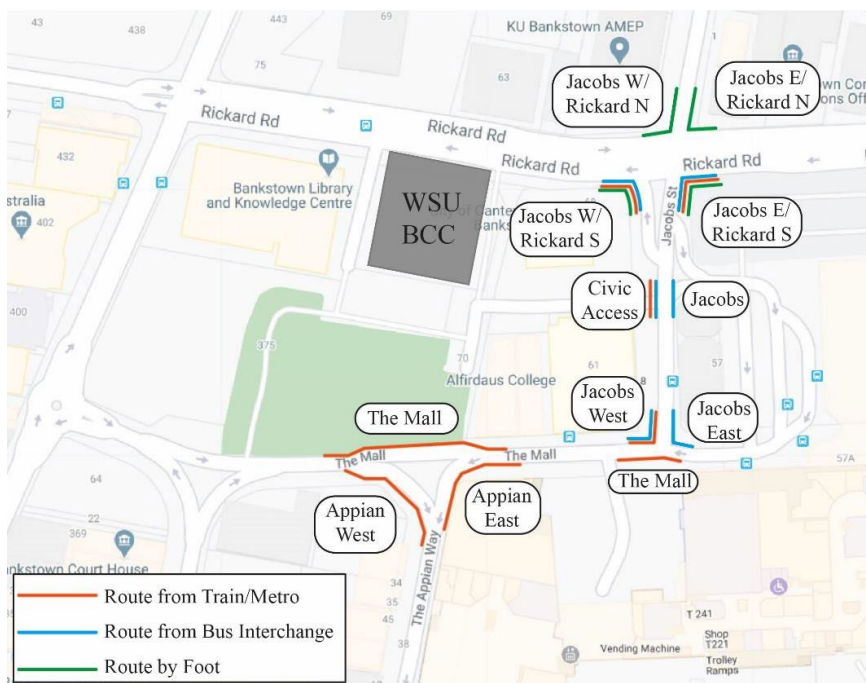 43
438
433
KU Bankstown AMEP
1
75
63
Jacobs W/
Rickard N
Jacobs E/
Rickard N
Rickard Rd
Rickard Rd
432
Rickard Rd
Rickard Rd
Bankstown Library
and Knowledge Centre
WSU
BCC
402
Jacobs W/
Rickard S
Jacobs St
Jacobs E/
Rickard S
Civic
Access
Jacobs
400
375
70
61
57
Alfirdaus College
8
Jacobs
West
Jacobs
East
The Mall
The Mall
The Mall
57A
The Mall
64
Appian
West
Appian
East
22
369
Bankstown Court House
The Appian Way
34
35
45
38
T 241
Shop
T221
Vending Machine
Trolley
Ramps
Route from Train/Metro
Route from Bus Interchange
Route by Foot